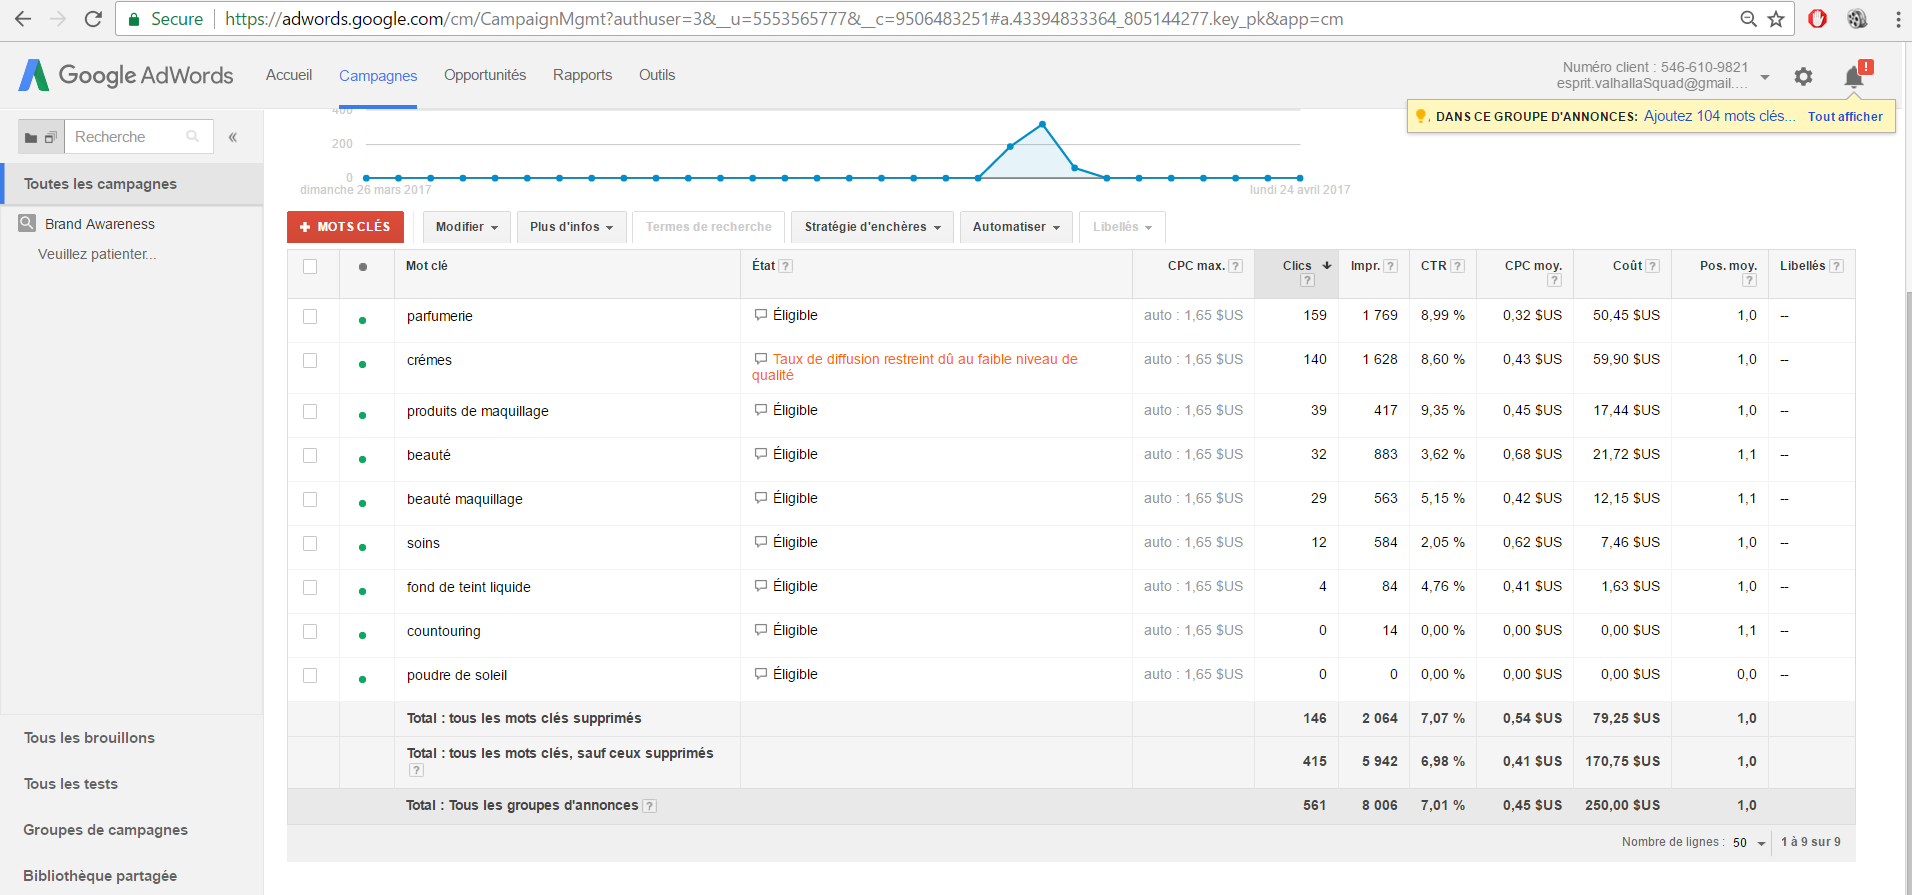 Secure
https://adwords.google.com/cm/CampaignMgmt?authuser=3&__u=5553565777&__c=9506483251#a.43394833364_805144277.key_pk&app=cm
Google AdWords
Accueil Campagnes Opportunités Rapports Outils
Numéro client : 546-610-9821
esprit.valhallaSquad@gmail....
!
DANS CE GROUPE D'ANNONCES: Ajoutez 104 mots clés... Tout afficher
Recherche «
Toutes les campagnes
Brand Awareness
Veuillez patienter...
400
200
0
dimanche 26 mars 2017 lundi 24 avril 2017
+ MOTS CLÉS Modifier Plus d'infos Termes de recherche Stratégie d'enchères Automatiser Libellés
Mot clé État ? CPC max. ? Clics ? Impr. ? CTR ? CPC moy. ? Coût ? Pos. moy. ? Libellés ?
parfumerie Éligible auto : 1,65 $US 159 1 769 8,99 % 0,32 $US 50,45 $US 1,0 --
crémes Taux de diffusion restreint dû au faible niveau de auto : 1,65 $US 140 1 628 8,60 % 0,43 $US 59,90 $US 1,0 --
qualité
produits de maquillage Éligible auto : 1,65 $US 39 417 9,35 % 0,45 $US 17,44 $US 1,0 --
beauté Éligible auto : 1,65 $US 32 883 3,62 % 0,68 $US 21,72 $US 1,1 --
beauté maquillage Éligible auto : 1,65 $US 29 563 5,15 % 0,42 $US 12,15 $US 1,1 --
soins Éligible auto : 1,65 $US 12 584 2,05 % 0,62 $US 7,46 $US 1,0 --
fond de teint liquide Éligible auto : 1,65 $US 4 84 4,76 % 0,41 $US 1,63 $US 1,0 --
countouring Éligible auto : 1,65 $US 0 14 0,00 % 0,00 $US 0,00 $US 1,1 --
poudre de soleil Éligible auto : 1,65 $US 0 0 0,00 % 0,00 $US 0,00 $US 0,0 --
Total : tous les mots clés supprimés 146 2 064 7,07 % 0,54 $US 79,25 $US 1,0
Total : tous les mots clés, sauf ceux supprimés ? 415 5 942 6,98 % 0,41 $US 170,75 $US 1,0
Total : Tous les groupes d'annonces ? 561 8 006 7,01 % 0,45 $US 250,00 $US 1,0
Nombre de lignes : 50 1 à 9 sur 9
Tous les brouillons
Tous les tests
Groupes de campagnes
Bibliothèque partagée